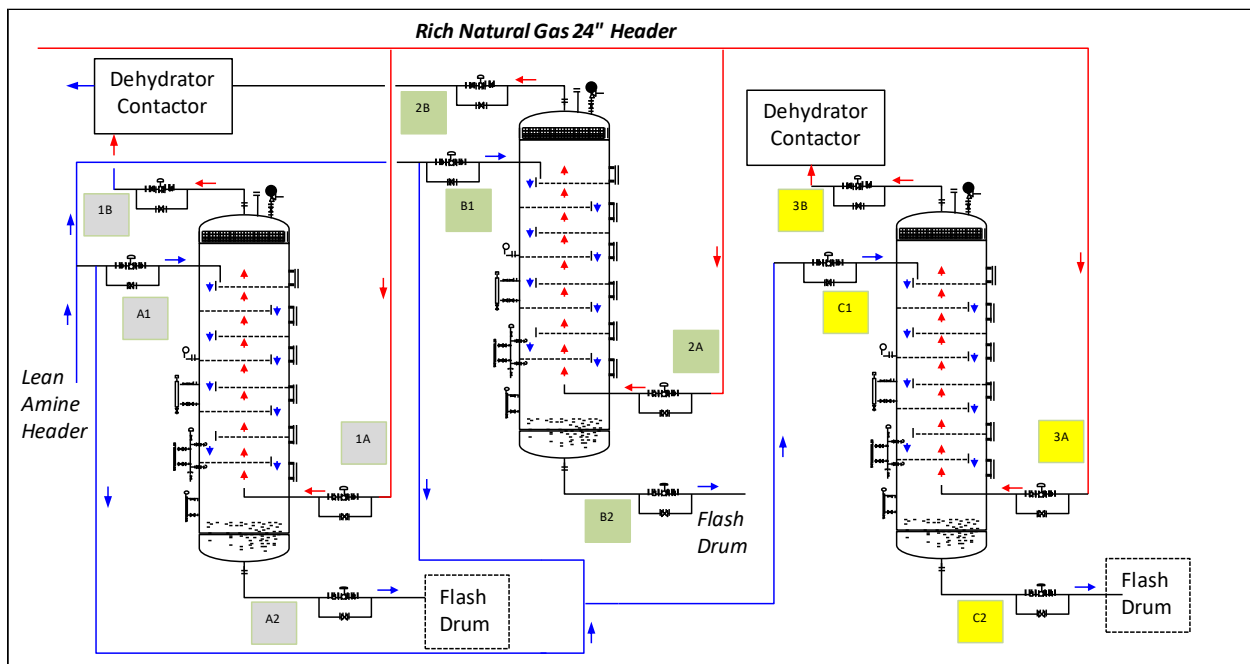 Rich Natural Gas 24" Header
Dehydrator
Contactor
2B
Dehydrator
Contactor
1B
B1
3B
A1
C1
Lean
Amine
Header
2A
1A
3A
B2
Flash
Drum
A2
Flash
Drum
C2
Flash
Drum